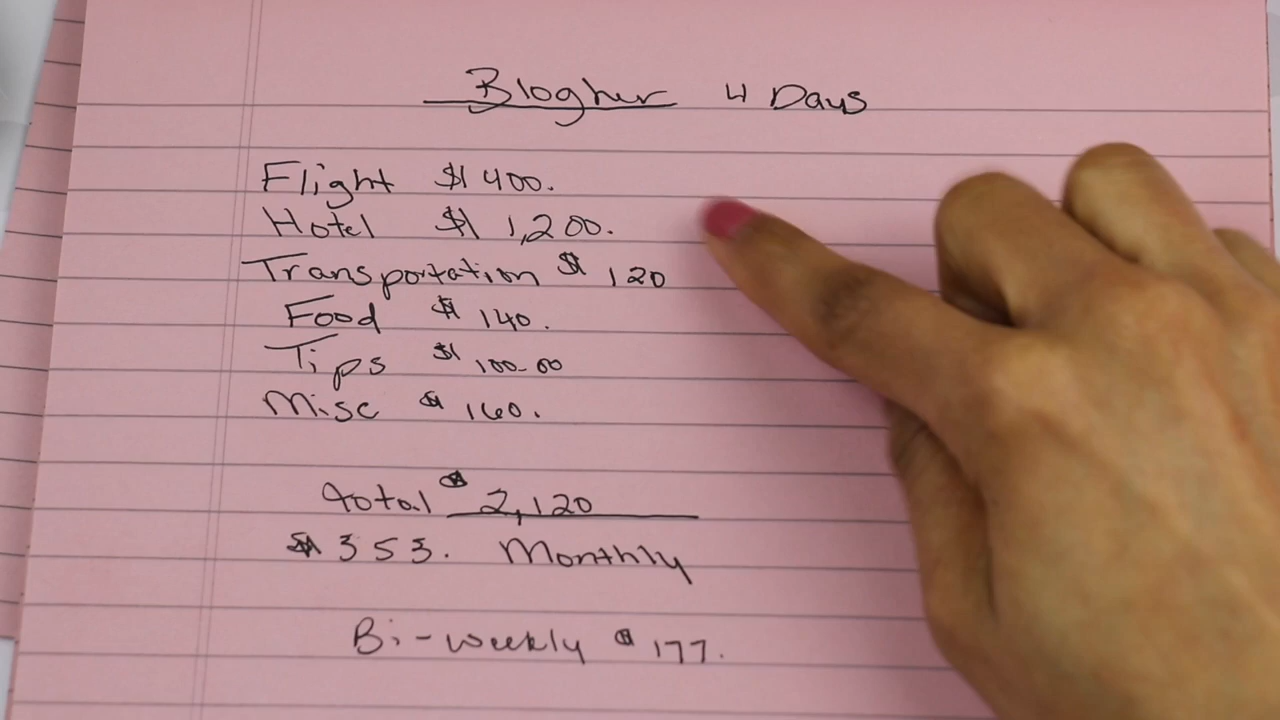 Blogher 4 Days
Flight $400.
Hotel $1,200.
Transportation $120
Food $140.
Tips $100.00
Misc $160.
total $2,120
$353. Monthly
Bi-weekly $177.